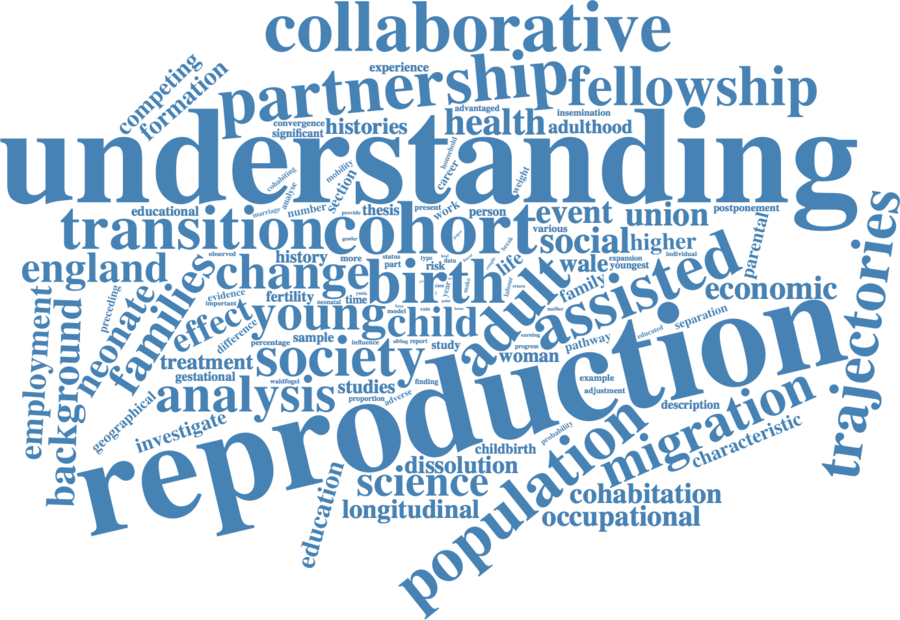 collaborative
experience
competing
formation
partnership
fellowship
advantaged
insemination
convergence
significant
histories
health
adulthood
understanding
household
career
mobility
cohabiting
analyse
section
weight
marriage
number
provide
thesis
present
work
educational
person
event
union
postponement
various
transition
cohort
gender
break
social
higher
parental
trajectories
observed
history
more
status
part
type
risk
data
life
wale
expansion
youngest
individual
england
families
change
birth
adult
assisted
family
economic
employment
background
preceding
neonate
evidence
important
fertility
neonatal
time
effect
difference
young
model
rate
child
separation
educated
pathway
percentage
sample
influence
sibling
report
study
progress
woman
treatment
society
gestational
waldfogel
studies
finding
example
adjustment
proportion
adverse
analysis
geographical
investigate
reproduction
description
probability
migration
characteristic
childbirth
dissolution
population
education
science
longitudinal
cohabitation
occupational